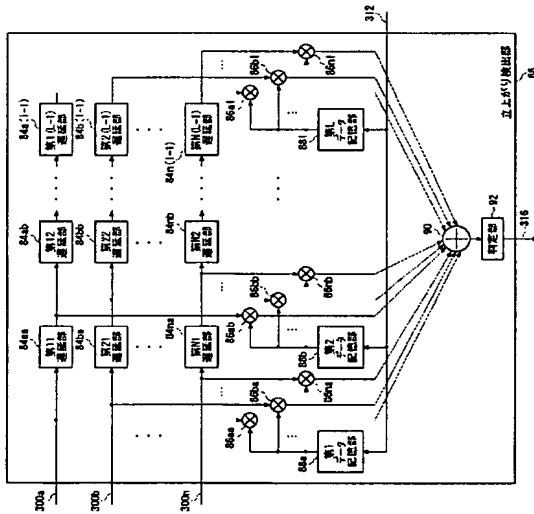 84aa
84ab
84a(l-1)
第11
遅延部
第12
遅延部
第1(L-1)
遅延部
84ba
84bb
84b(l-1)
第21
遅延部
第22
遅延部
第2(L-1)
遅延部
84na
84nb
84n(l-1)
第N1
遅延部
第N2
遅延部
第N(L-1)
遅延部
300a
300b
300n
86aa
86ba
86na
86ab
86bb
86nb
86al
86bl
86nl
88a
第1
データ
記憶部
88b
第2
データ
記憶部
88l
第L
データ
記憶部
312
90
92
判定部
316
立上がり検出部